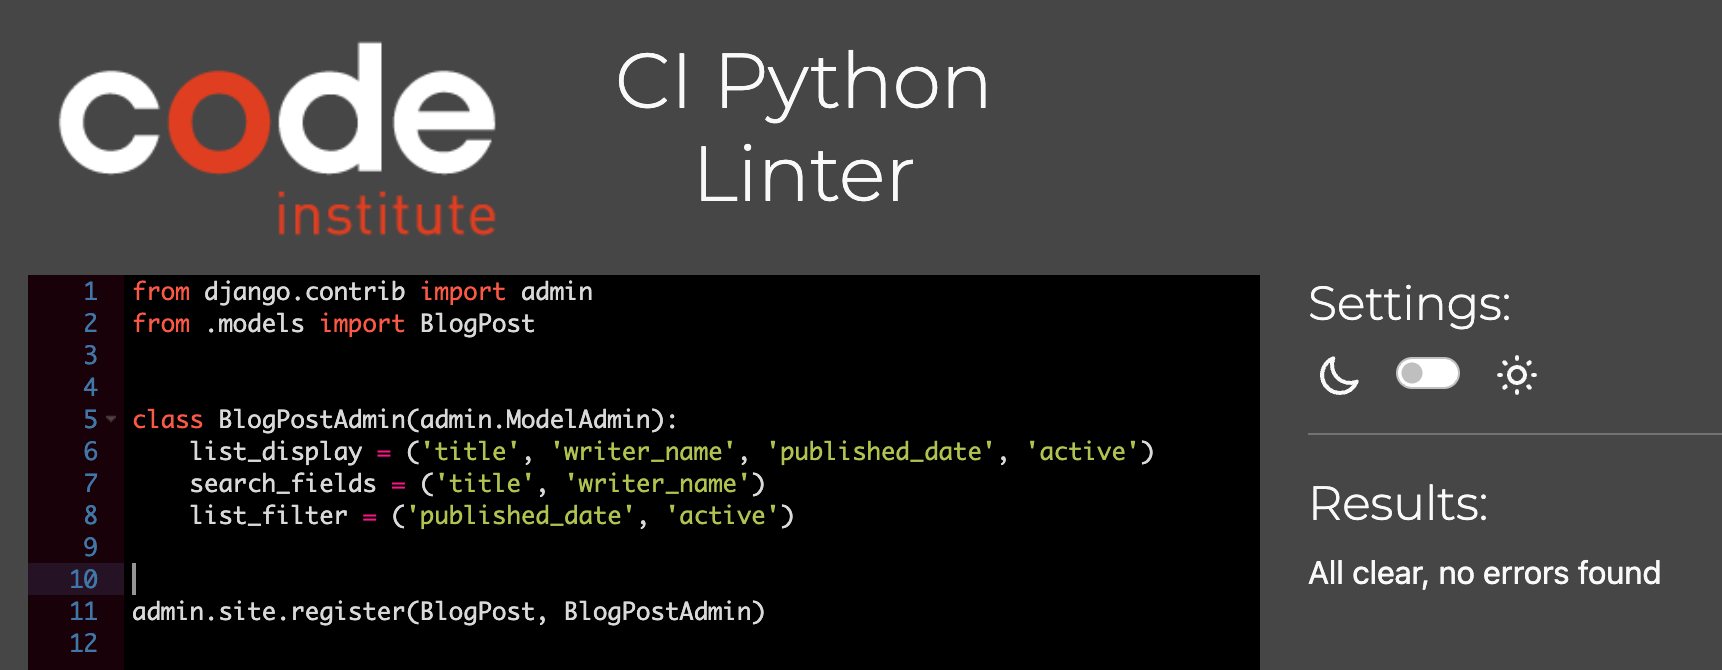 code
institute
CI Python
Linter
1 from django.contrib import admin
2 from .models import BlogPost
3
4
5 class BlogPostAdmin(admin.ModelAdmin):
6     list_display = ('title', 'writer_name', 'published_date', 'active')
7     search_fields = ('title', 'writer_name')
8     list_filter = ('published_date', 'active')
9
10
11 admin.site.register(BlogPost, BlogPostAdmin)
12
Settings:
Results:
All clear, no errors found